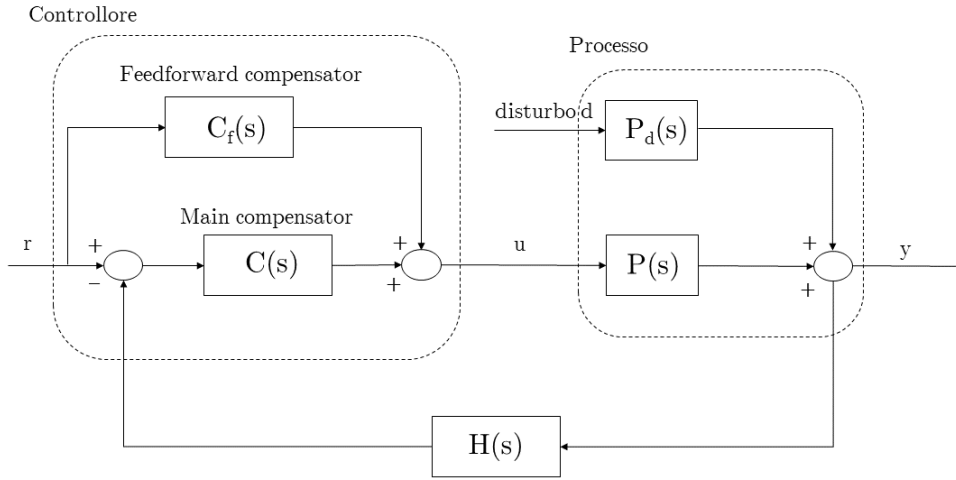 Controllore
Processo
Feedforward compensator
disturbo d
C_f(s)
P_d(s)
Main compensator
r
+
−
C(s)
+
+
u
P(s)
+
+
y
H(s)